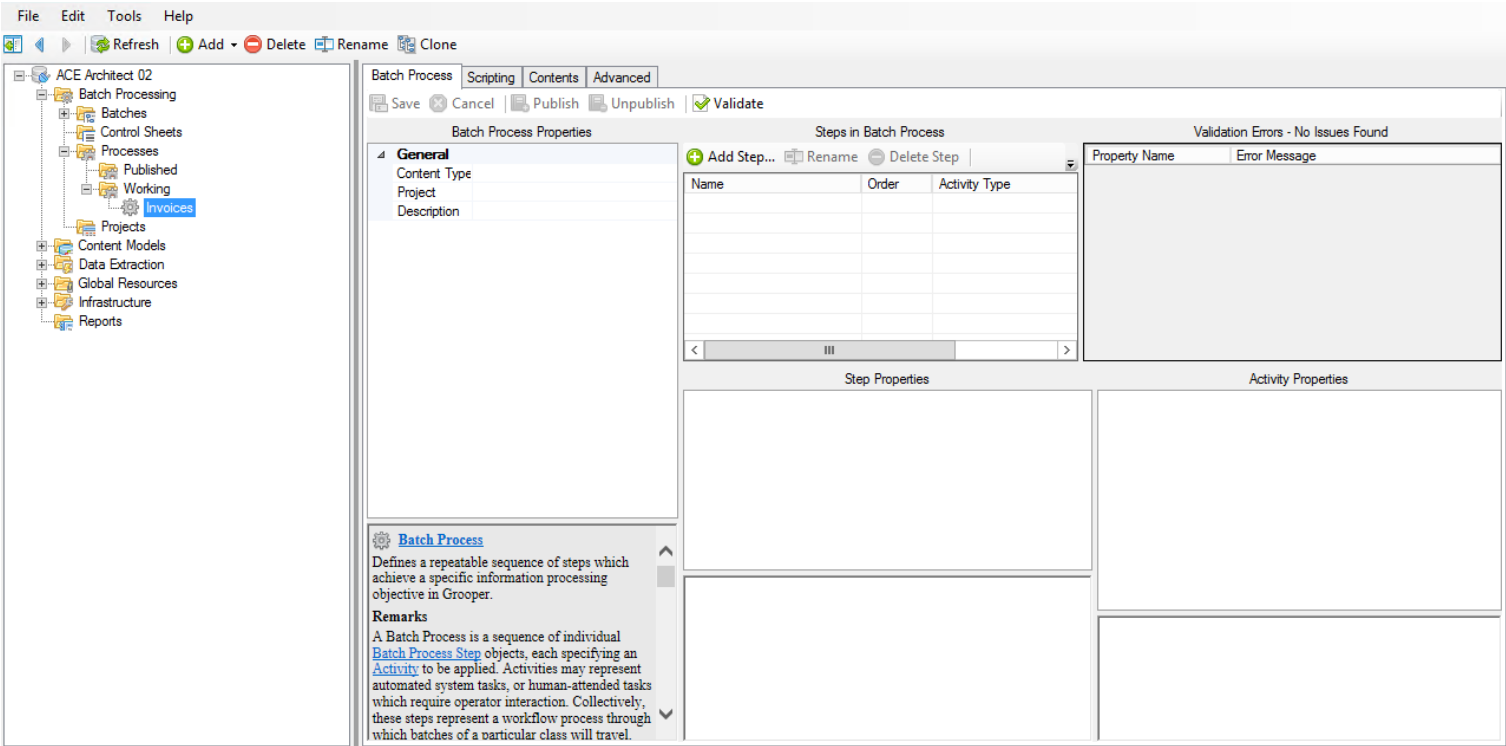 File Edit Tools Help
Refresh Add Delete Rename Clone
ACE Architect 02
Batch Processing
Batches
Control Sheets
Processes
Published
Working
Invoices
Projects
Content Models
Data Extraction
Global Resources
Infrastructure
Reports
Batch Process Scripting Contents Advanced
Save Cancel Publish Unpublish Validate
Batch Process Properties
General
Content Type
Project
Description
Batch Process
Defines a repeatable sequence of steps which
achieve a specific information processing
objective in Grooper.
Remarks
A Batch Process is a sequence of individual
Batch Process Step objects, each specifying an
Activity to be applied. Activities may represent
automated system tasks, or human-attended tasks
which require operator interaction. Collectively,
these steps represent a workflow process through
which batches of a particular class will travel.
Steps in Batch Process
Add Step... Rename Delete Step
Name Order Activity Type
Validation Errors - No Issues Found
Property Name Error Message
Step Properties
Activity Properties